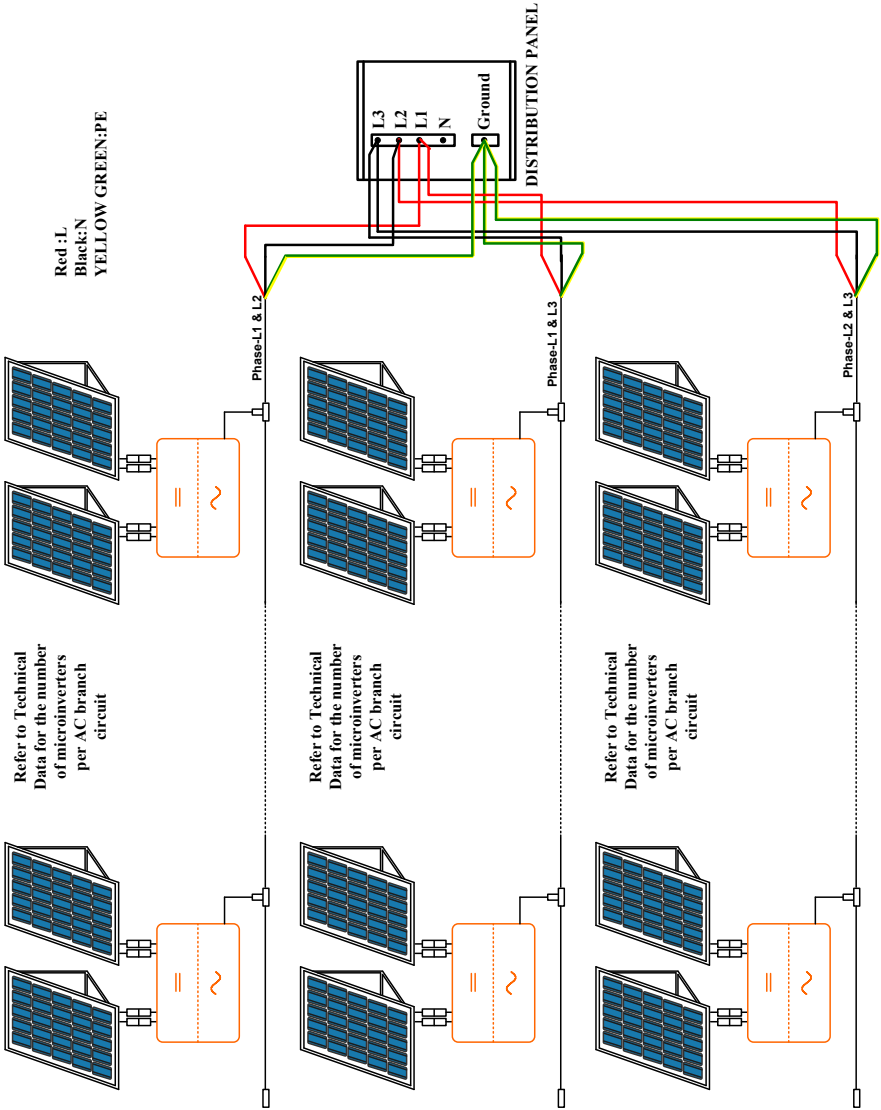 Red :L
Black:N
YELLOW GREEN:PE
L3
L2
L1
N
Ground
DISTRIBUTION PANEL
Phase-L1 & L2
Phase-L1 & L3
Phase-L2 & L3
Refer to Technical
Data for the number
of microinverters
per AC branch
circuit
Refer to Technical
Data for the number
of microinverters
per AC branch
circuit
Refer to Technical
Data for the number
of microinverters
per AC branch
circuit